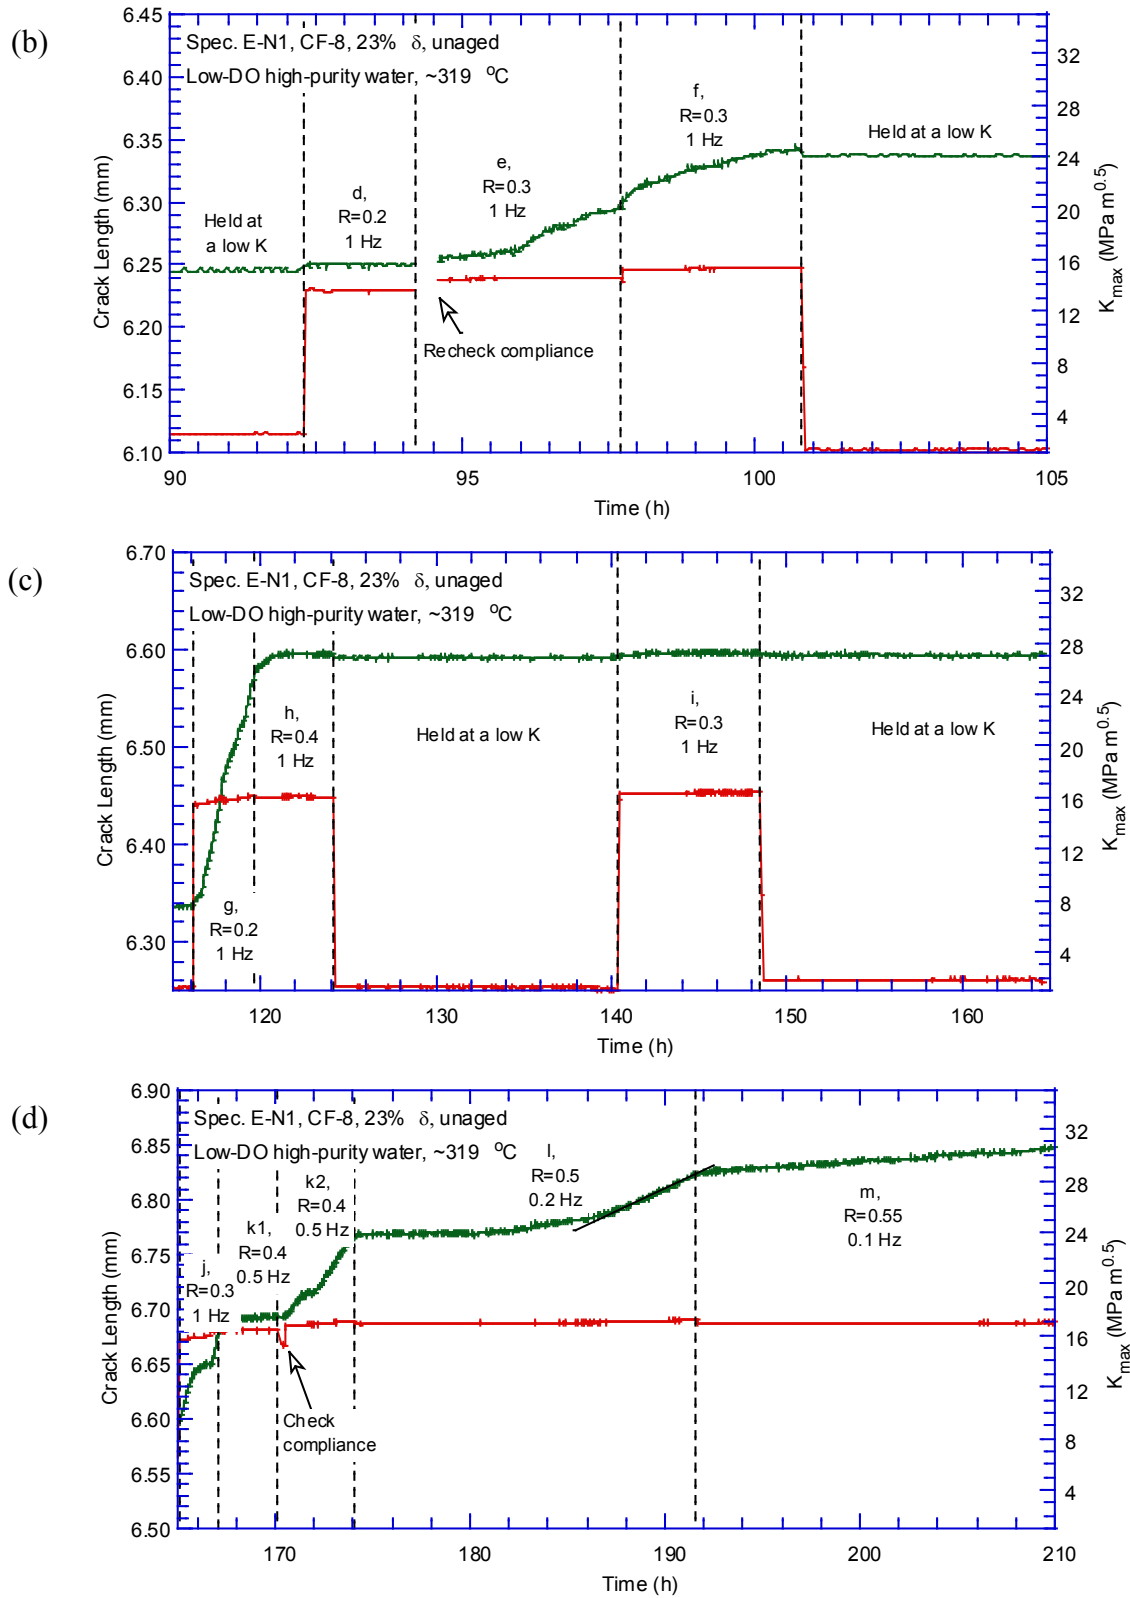 (b)
6.45
6.40
6.35
6.30
6.25
6.20
6.15
6.10
Crack Length (mm)
Spec. E-N1, CF-8, 23% δ, unaged
Low-DO high-purity water, ~319 °C
Held at
a low K
d,
R=0.2
1 Hz
e,
R=0.3
1 Hz
f,
R=0.3
1 Hz
Held at a low K
Recheck compliance
32
28
24
20
16
12
8
4
K_max (MPa m^0.5)
90
95
100
105
Time (h)
(c)
6.70
6.60
6.50
6.40
6.30
Crack Length (mm)
Spec. E-N1, CF-8, 23% δ, unaged
Low-DO high-purity water, ~319 °C
g,
R=0.2
1 Hz
h,
R=0.4
1 Hz
Held at a low K
i,
R=0.3
1 Hz
Held at a low K
32
28
24
20
16
12
8
4
K_max (MPa m^0.5)
120
130
140
150
160
Time (h)
(d)
6.90
6.85
6.80
6.75
6.70
6.65
6.60
6.55
6.50
Crack Length (mm)
Spec. E-N1, CF-8, 23% δ, unaged
Low-DO high-purity water, ~319 °C
j,
R=0.3
1 Hz
k1,
R=0.4
0.5 Hz
k2,
R=0.4
0.5 Hz
l,
R=0.5
0.2 Hz
m,
R=0.55
0.1 Hz
Check
compliance
32
28
24
20
16
12
8
4
K_max (MPa m^0.5)
170
180
190
200
210
Time (h)